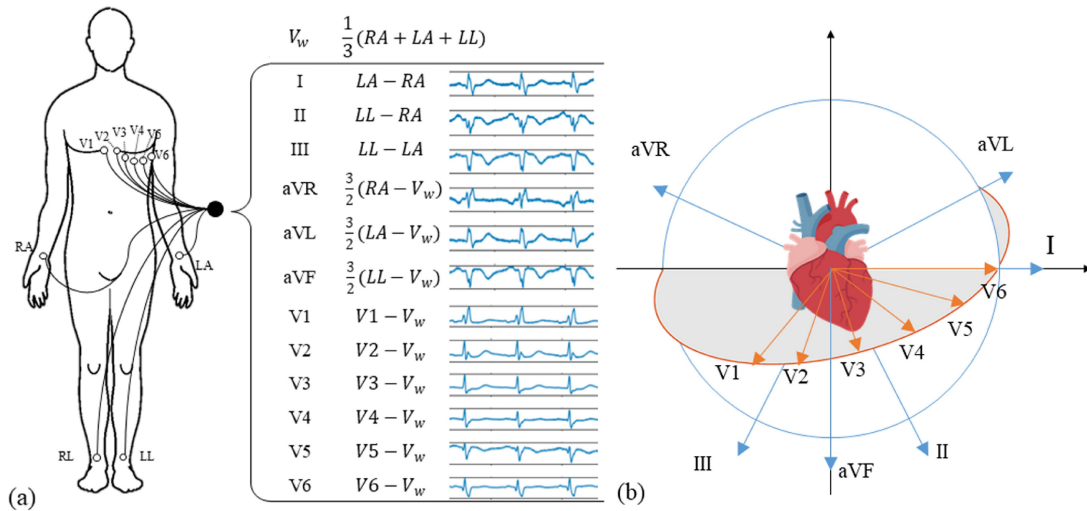 V_w 1/3 (RA + LA + LL)
I LA − RA
II LL − RA
III LL − LA
aVR 3/2 (RA − V_w)
aVL 3/2 (LA − V_w)
aVF 3/2 (LL − V_w)
V1 V1 − V_w
V2 V2 − V_w
V3 V3 − V_w
V4 V4 − V_w
V5 V5 − V_w
V6 V6 − V_w
V1
V2
V3
V4
V5
V6
RA
LA
RL
LL
(a)
aVR
aVL
I
V6
V5
V4
V3
V2
V1
III
aVF
II
(b)